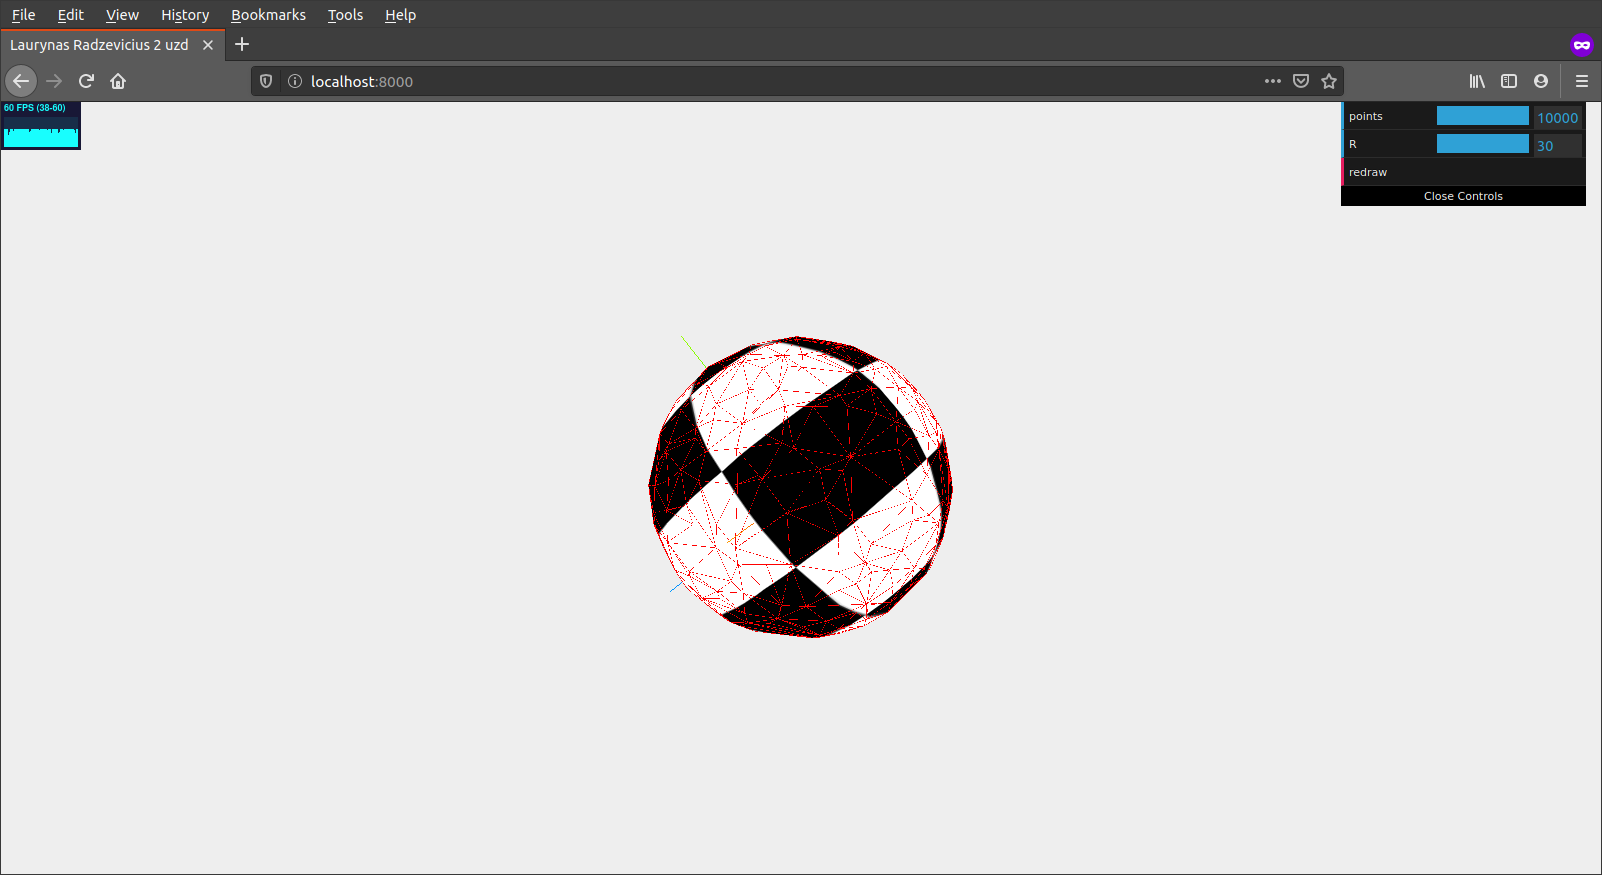 File Edit View History Bookmarks Tools Help
Laurynas Radzevicius 2 uzd
localhost:8000
60 FPS (38-60)
points 10000
R 30
redraw
Close Controls